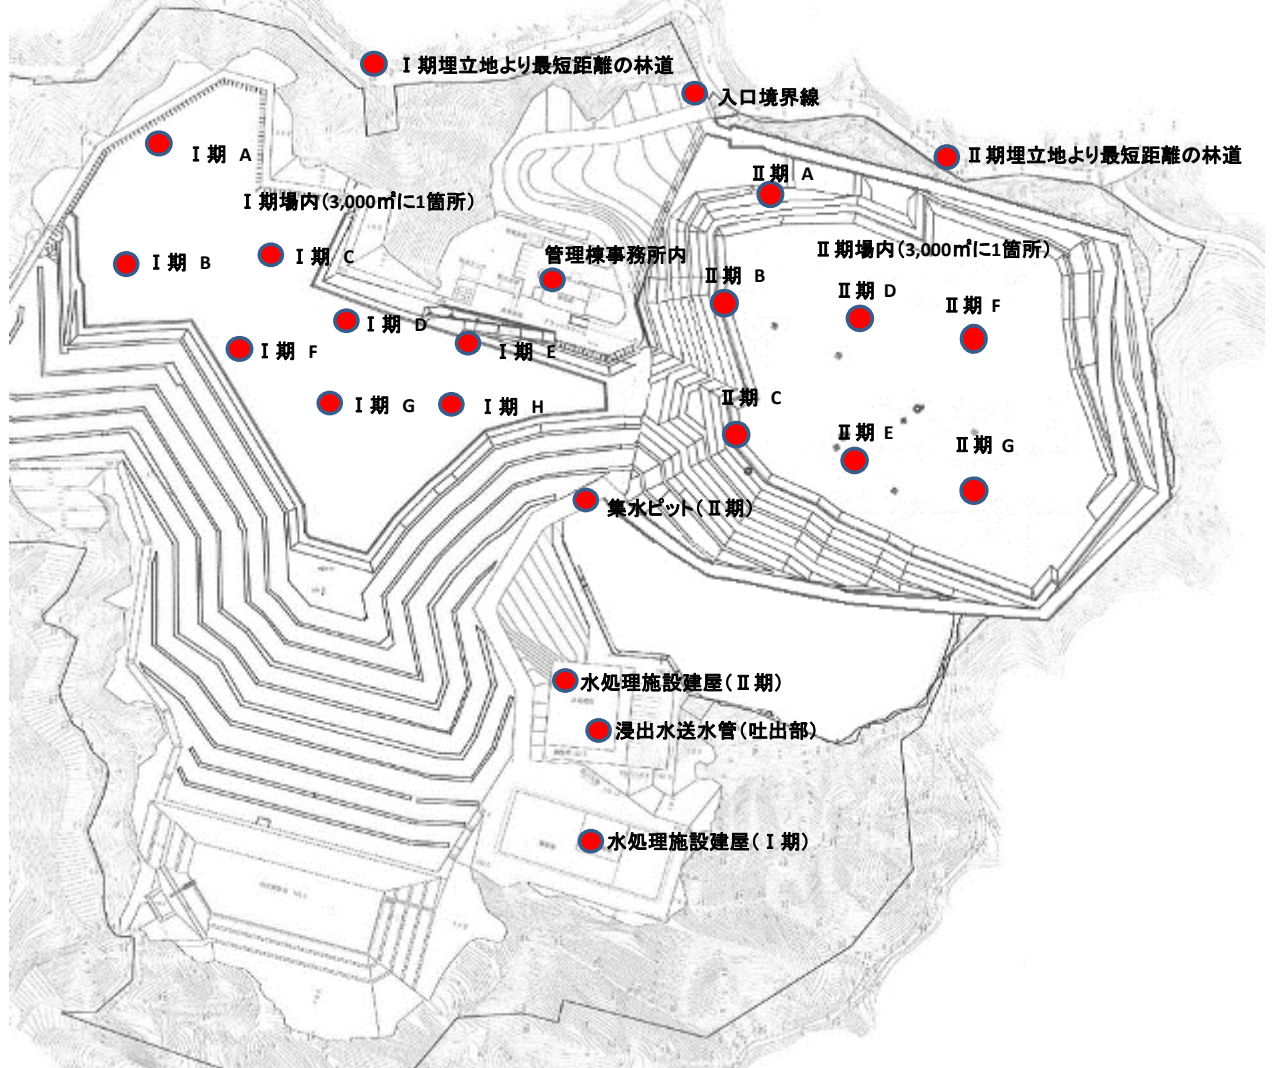 Ⅰ期埋立地より最短距離の林道
入口境界線
Ⅱ期埋立地より最短距離の林道
Ⅰ期 A
Ⅱ期 A
Ⅰ期場内（3,000㎡に1箇所）
Ⅱ期場内（3,000㎡に1箇所）
Ⅰ期 B
Ⅰ期 C
管理棟事務所内
Ⅱ期 B
Ⅱ期 D
Ⅱ期 F
Ⅰ期 D
Ⅰ期 F
Ⅰ期 E
Ⅰ期 G
Ⅰ期 H
Ⅱ期 C
Ⅱ期 E
Ⅱ期 G
集水ピット（Ⅱ期）
水処理施設建屋（Ⅱ期）
浸出水送水管（吐出部）
水処理施設建屋（Ⅰ期）